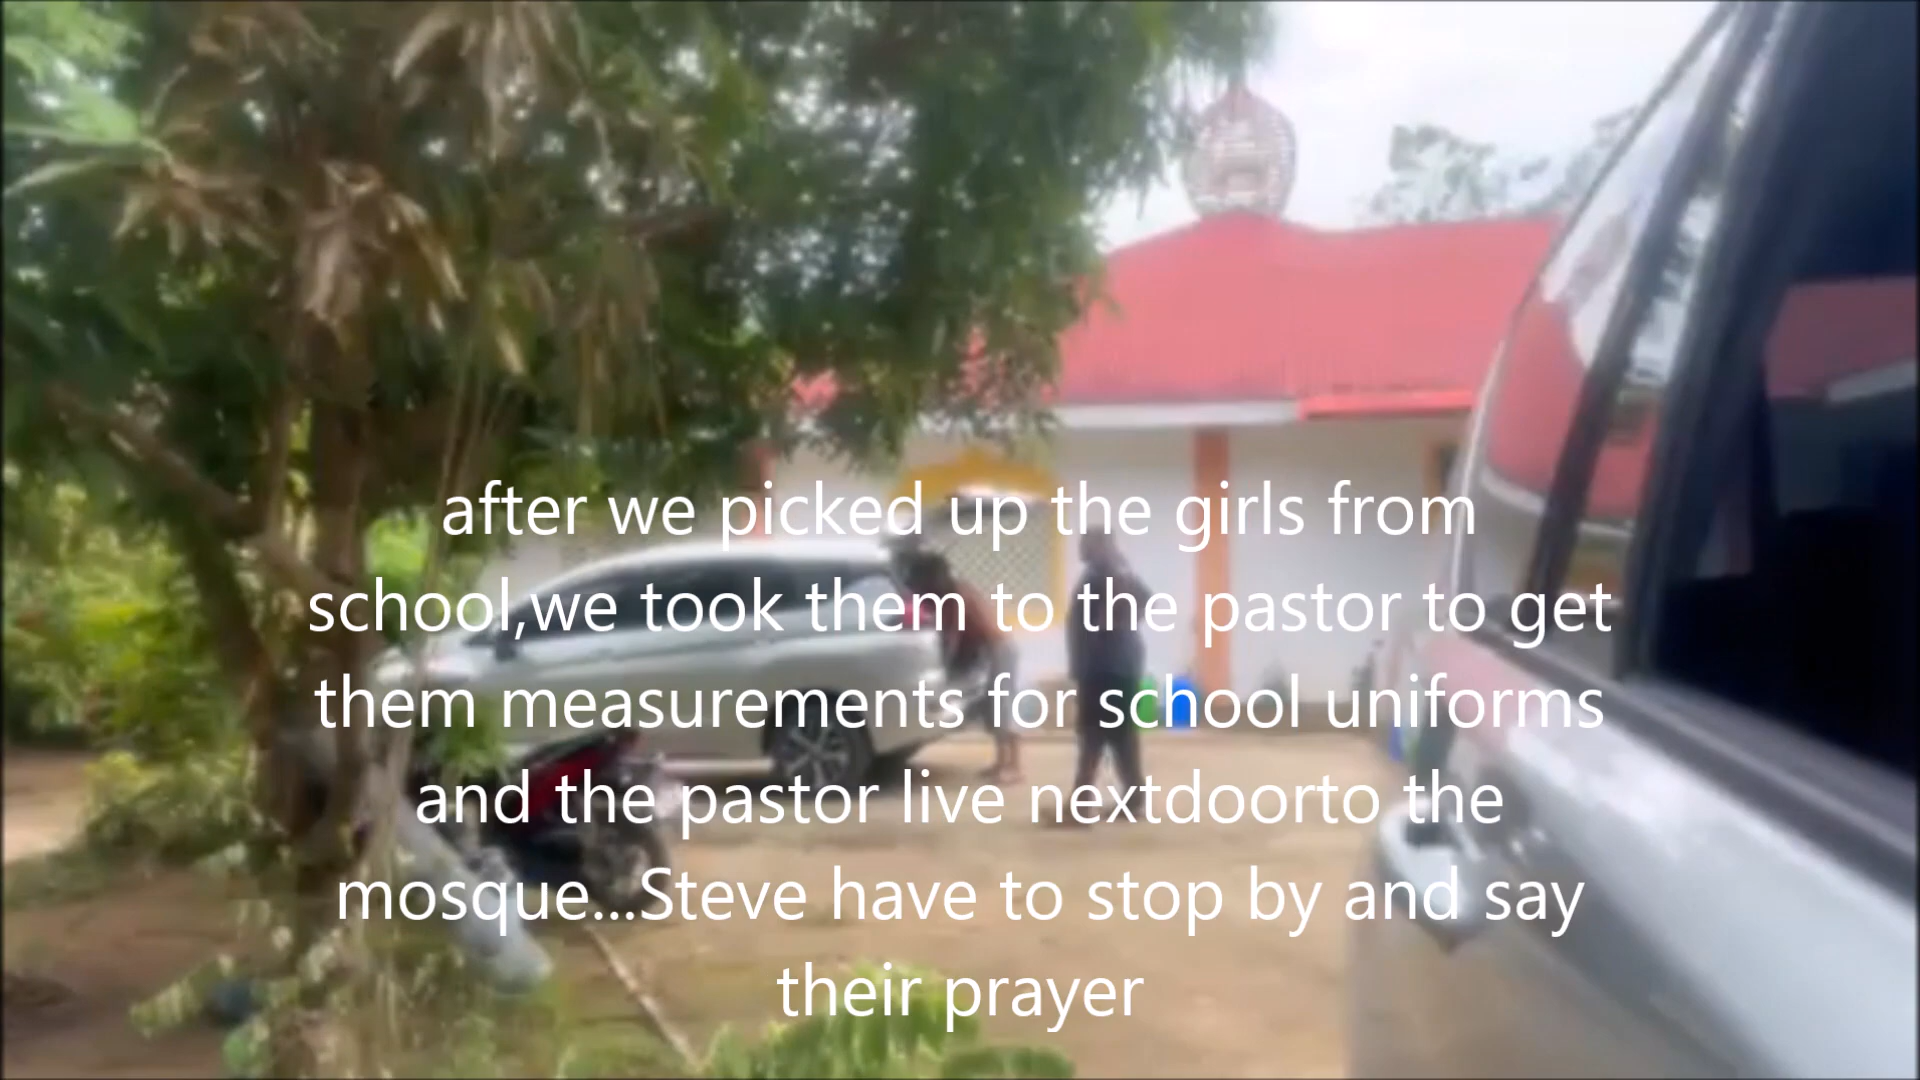 after we picked up the girls from
school,we took them to the pastor to get
them measurements for school uniforms
and the pastor live nextdoorto the
mosque...Steve have to stop by and say
their prayer